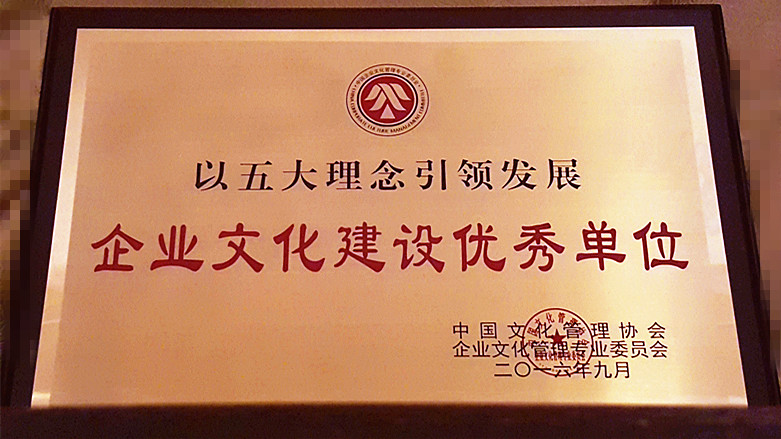 以五大理念引领发展
企业文化建设优秀单位
中国文化管理协会
企业文化管理专业委员会
二〇一六年九月